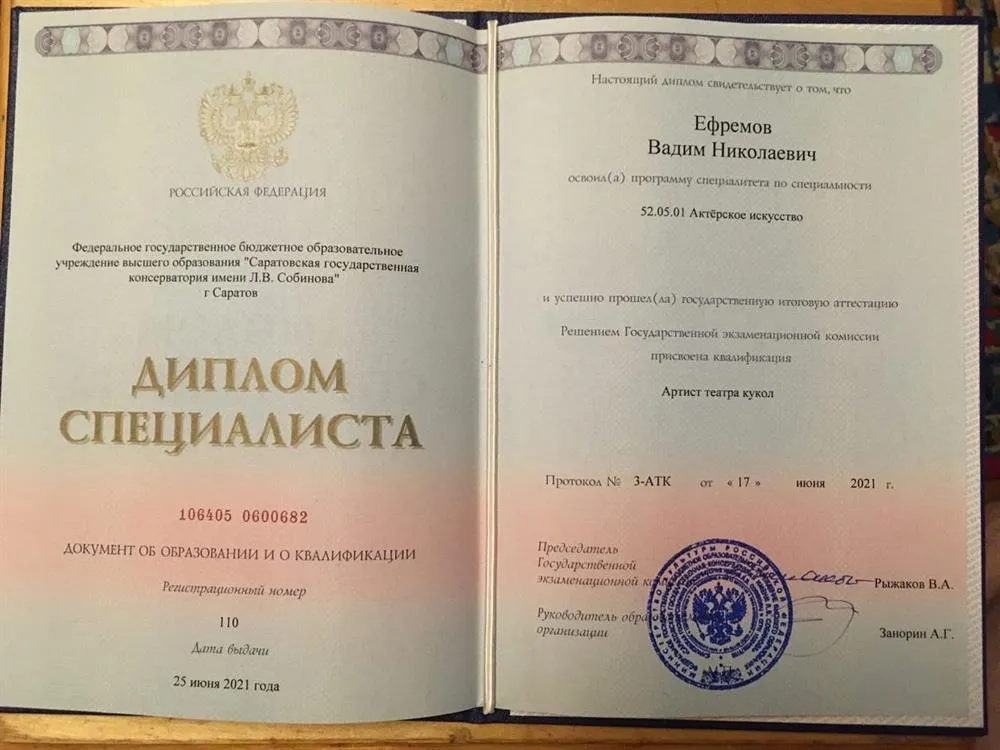 РОССИЙСКАЯ ФЕДЕРАЦИЯ
Федеральное государственное бюджетное образовательное
учреждение высшего образования "Саратовская государственная
консерватория имени Л.В. Собинова"
г Саратов
ДИПЛОМ
СПЕЦИАЛИСТА
106405 0600682
ДОКУМЕНТ ОБ ОБРАЗОВАНИИ И О КВАЛИФИКАЦИИ
Регистрационный номер
110
Дата выдачи
25 июня 2021 года
Настоящий диплом свидетельствует о том, что
Ефремов
Вадим Николаевич
освоил(а) программу специалитета по специальности
52.05.01 Актёрское искусство
и успешно прошел(ла) государственную итоговую аттестацию
Решением Государственной экзаменационной комиссии
присвоена квалификация
Артист театра кукол
Протокол № 3-АТК от « 17 » июня 2021 г.
Председатель
Государственной
экзаменационной
Рыжаков В.А.
Руководитель
организации
Занорин А.Г.